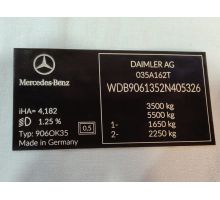 Mercedes-Benz
DAIMLER AG
035A162T
WDB9061352N405326
3500 kg
5500 kg
1- 1650 kg
2- 2250 kg
iHA= 4,182
D 1.25 %
Typ: 906OK35
0,5
Made in Germany